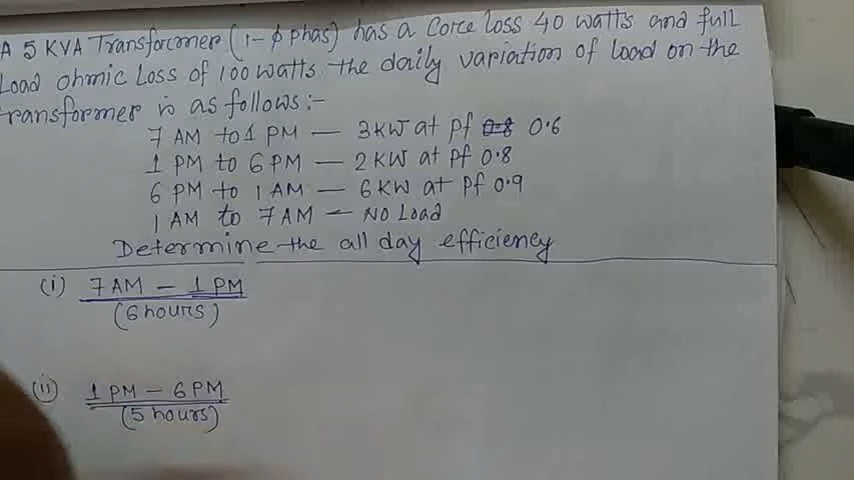 A 5 KVA Transformer (1-ϕ phas) has a Core loss 40 watts and full
Load ohmic Loss of 100 watts the daily variation of load on the
transformer is as follows:-
7 AM to 1 PM — 3 KW at Pf 0.8 0.6
1 PM to 6 PM — 2 KW at Pf 0.8
6 PM to 1 AM — 6 KW at Pf 0.9
1 AM to 7 AM — NO Load
Determine the all day efficiency
(i) 7 AM – 1 PM
(6 hours)
(ii) 1 PM – 6 PM
(5 hours)